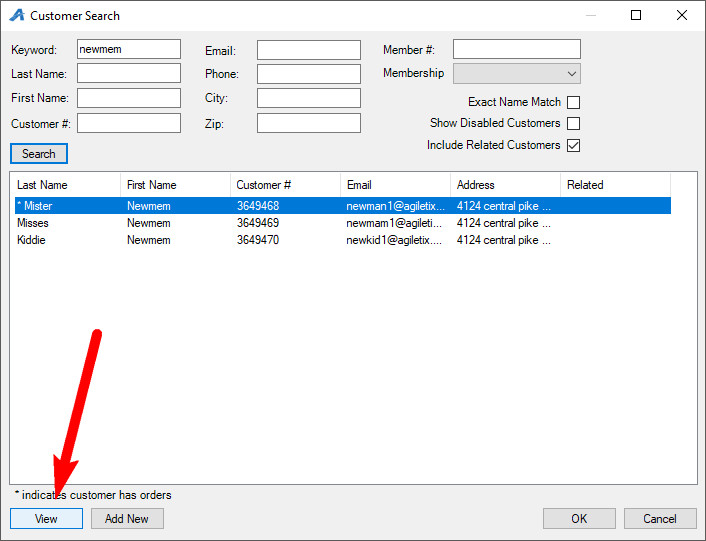 Customer Search
Keyword: newmem Email: Member #:
Last Name: Phone: Membership
First Name: City: Exact Name Match
Customer #: Zip: Show Disabled Customers
Search Include Related Customers
Last Name First Name Customer # Email Address Related
* Mister Newmem 3649468 newman1@agiletix.... 4124 central pike ...
Misses Newmem 3649469 newmam1@agileti... 4124 central pike ...
Kiddie Newmem 3649470 newkid1@agiletix.... 4124 central pike ...
* indicates customer has orders
View Add New OK Cancel